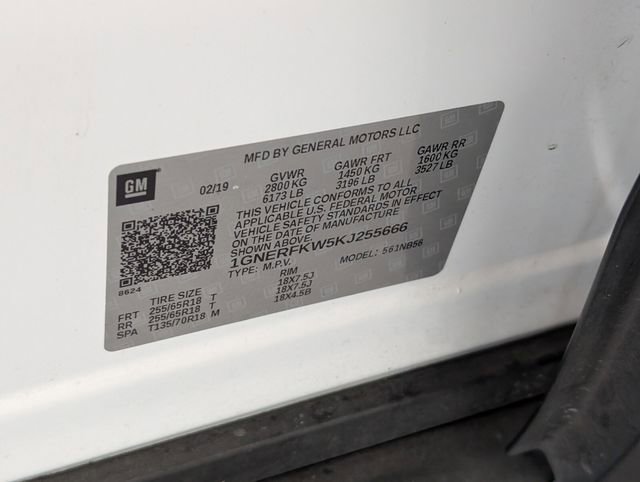 MFD BY GENERAL MOTORS LLC
GM
02/19
GVWR GAWR FRT GAWR RR
2800 KG 1450 KG 1600 KG
6173 LB 3196 LB 3527 LB
THIS VEHICLE CONFORMS TO ALL
APPLICABLE U.S. FEDERAL MOTOR
VEHICLE SAFETY STANDARDS IN EFFECT
ON THE DATE OF MANUFACTURE
SHOWN ABOVE.
1GNERFKW5KJ255666
TYPE: M.P.V. 561NB56
8624
TIRE SIZE RIM
FRT 255/65R18 T 18X7.5J
RR 255/65R18 T 18X7.5J
SPA T135/70R18 M 18X4.5B